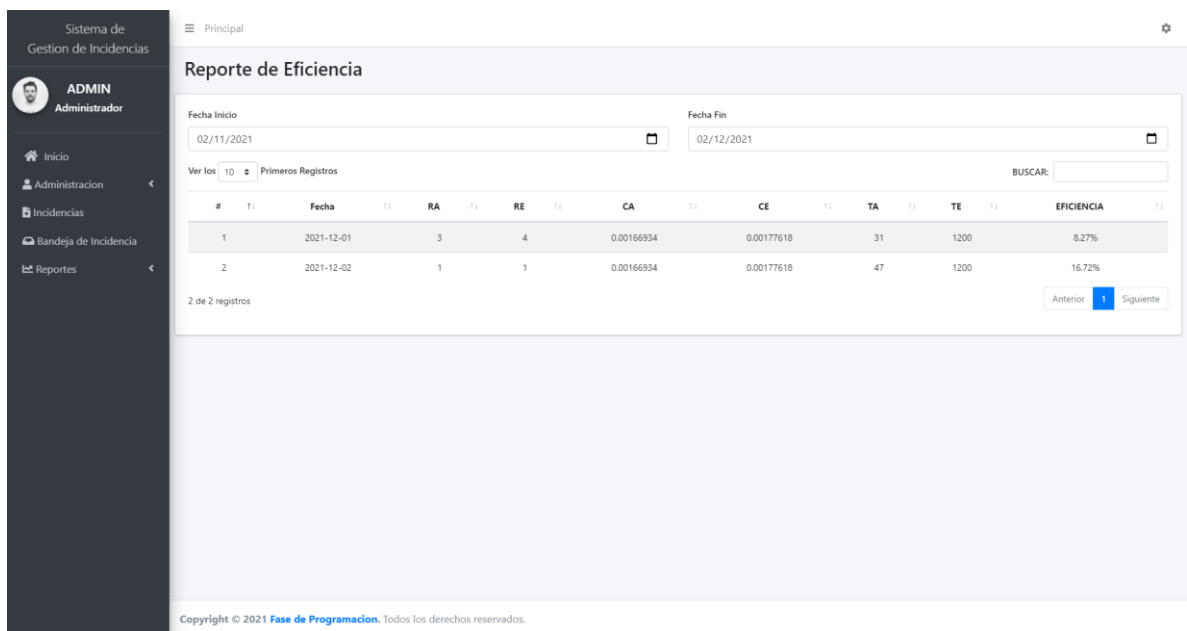 Sistema de
Gestion de Incidencias
ADMIN
Administrador
Inicio
Administracion
Incidencias
Bandeja de Incidencia
Reportes
Principal
Reporte de Eficiencia
Fecha Inicio
Fecha Fin
02/11/2021
02/12/2021
Ver los 10 Primeros Registros
BUSCAR:
# Fecha RA RE CA CE TA TE EFICIENCIA
1 2021-12-01 3 4 0.00166934 0.00177618 31 1200 8.27%
2 2021-12-02 1 1 0.00166934 0.00177618 47 1200 16.72%
2 de 2 registros
Anterior 1 Siguiente
Copyright © 2021 Fase de Programacion. Todos los derechos reservados.